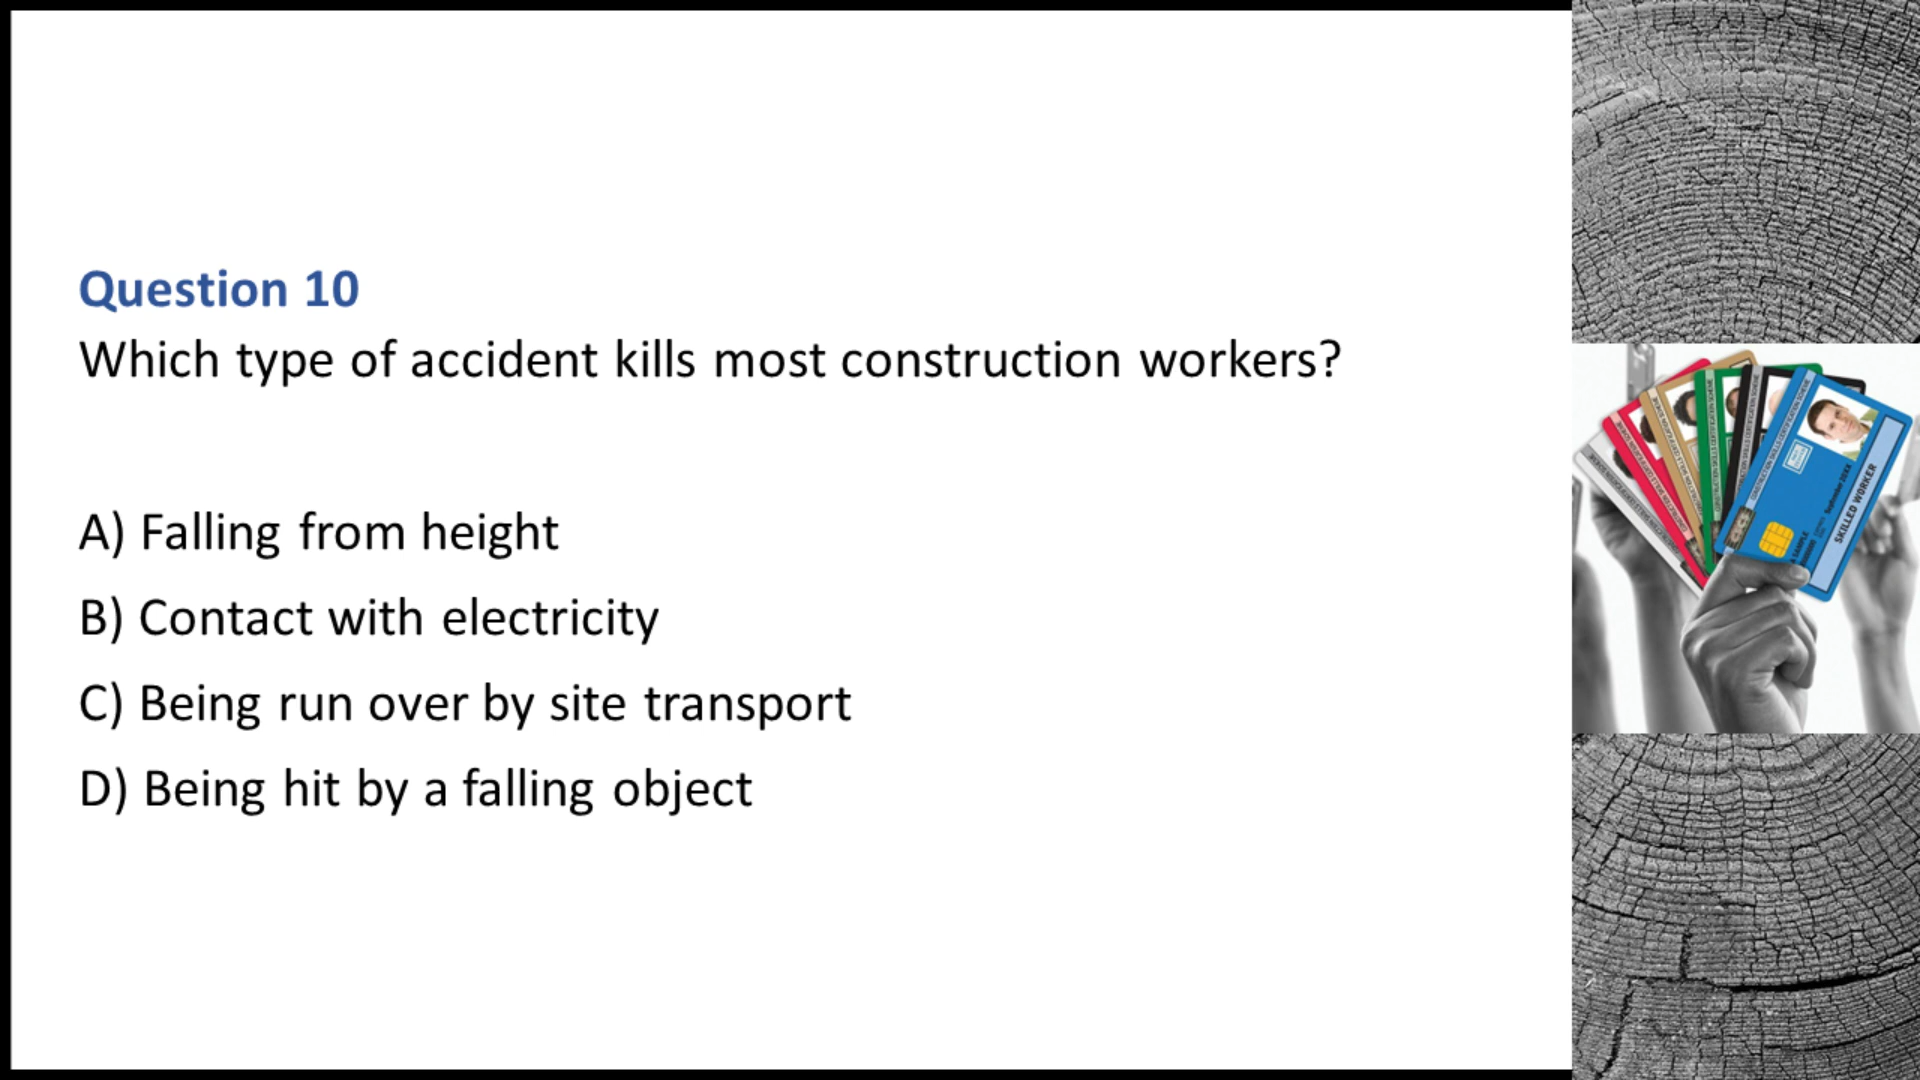 Question 10
Which type of accident kills most construction workers?
A) Falling from height
B) Contact with electricity
C) Being run over by site transport
D) Being hit by a falling object
SKILLED WORKER